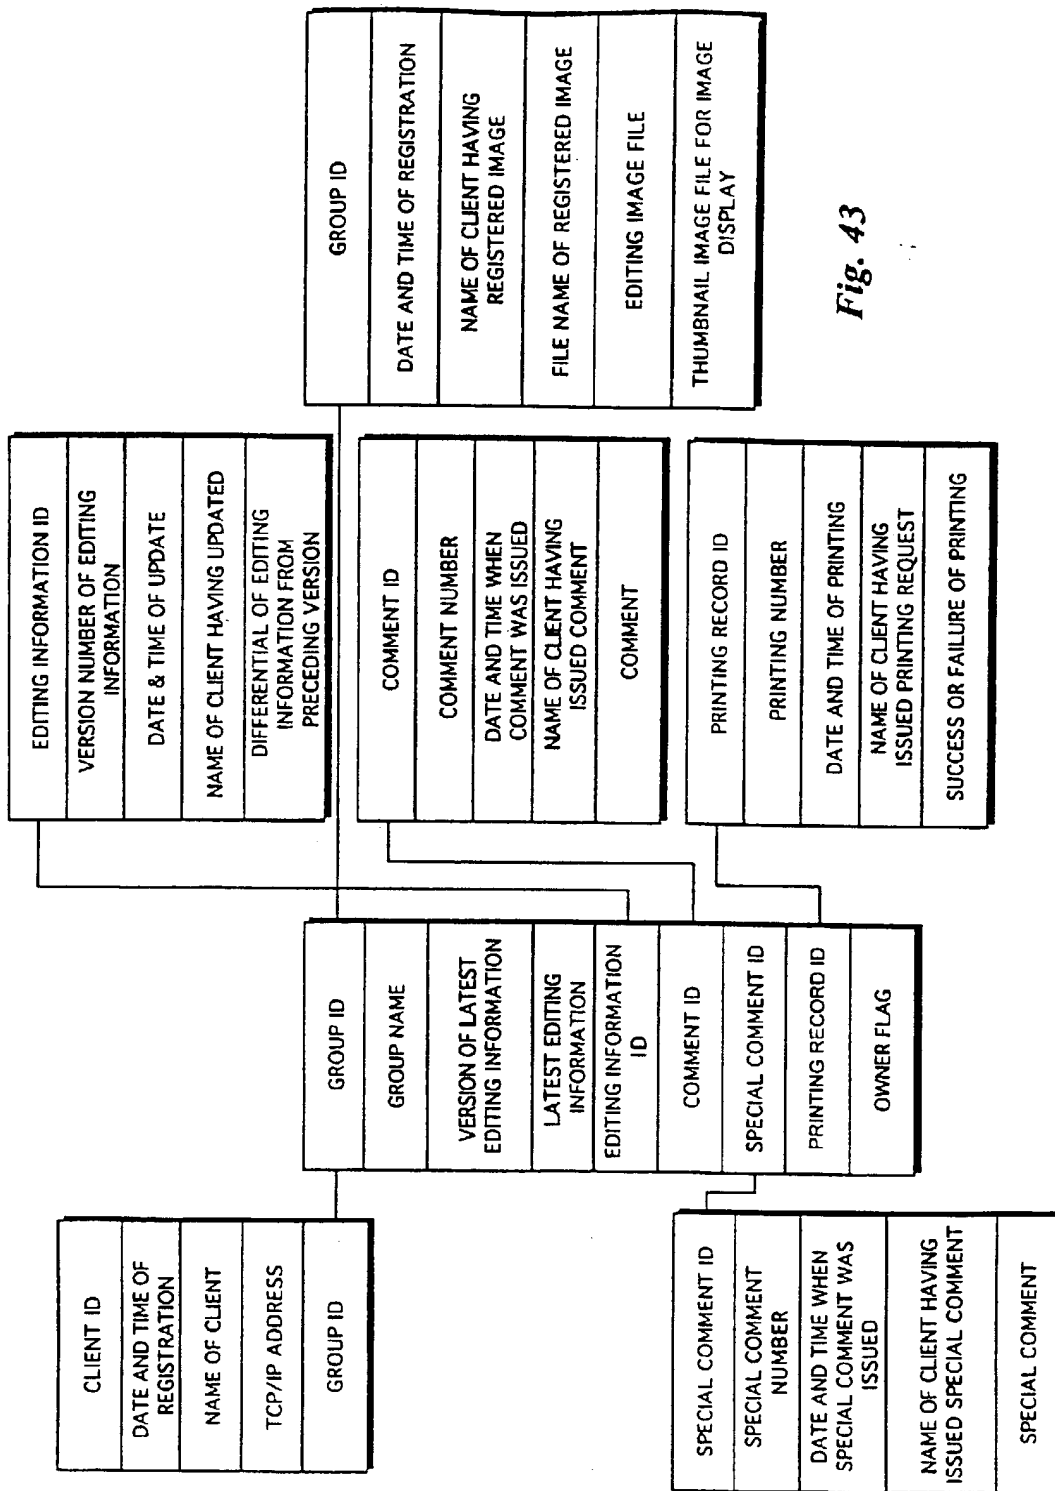 CLIENT ID
DATE AND TIME OF
REGISTRATION
NAME OF CLIENT
TCP/IP ADDRESS
GROUP ID
SPECIAL COMMENT ID
SPECIAL COMMENT
NUMBER
DATE AND TIME WHEN
SPECIAL COMMENT WAS
ISSUED
NAME OF CLIENT HAVING
ISSUED SPECIAL COMMENT
SPECIAL COMMENT
GROUP ID
GROUP NAME
VERSION OF LATEST
EDITING INFORMATION
LATEST EDITING
INFORMATION
EDITING INFORMATION
ID
COMMENT ID
SPECIAL COMMENT ID
PRINTING RECORD ID
OWNER FLAG
EDITING INFORMATION ID
VERSION NUMBER OF EDITING
INFORMATION
DATE & TIME OF UPDATE
NAME OF CLIENT HAVING UPDATED
DIFFERENTIAL OF EDITING
INFORMATION FROM
PRECEDING VERSION
COMMENT ID
COMMENT NUMBER
DATE AND TIME WHEN
COMMENT WAS ISSUED
NAME OF CLIENT HAVING
ISSUED COMMENT
COMMENT
PRINTING RECORD ID
PRINTING NUMBER
DATE AND TIME OF PRINTING
NAME OF CLIENT HAVING
ISSUED PRINTING REQUEST
SUCCESS OR FAILURE OF PRINTING
GROUP ID
DATE AND TIME OF REGISTRATION
NAME OF CLIENT HAVING
REGISTERED IMAGE
FILE NAME OF REGISTERED IMAGE
EDITING IMAGE FILE
THUMBNAIL IMAGE FILE FOR IMAGE
DISPLAY
Fig. 43